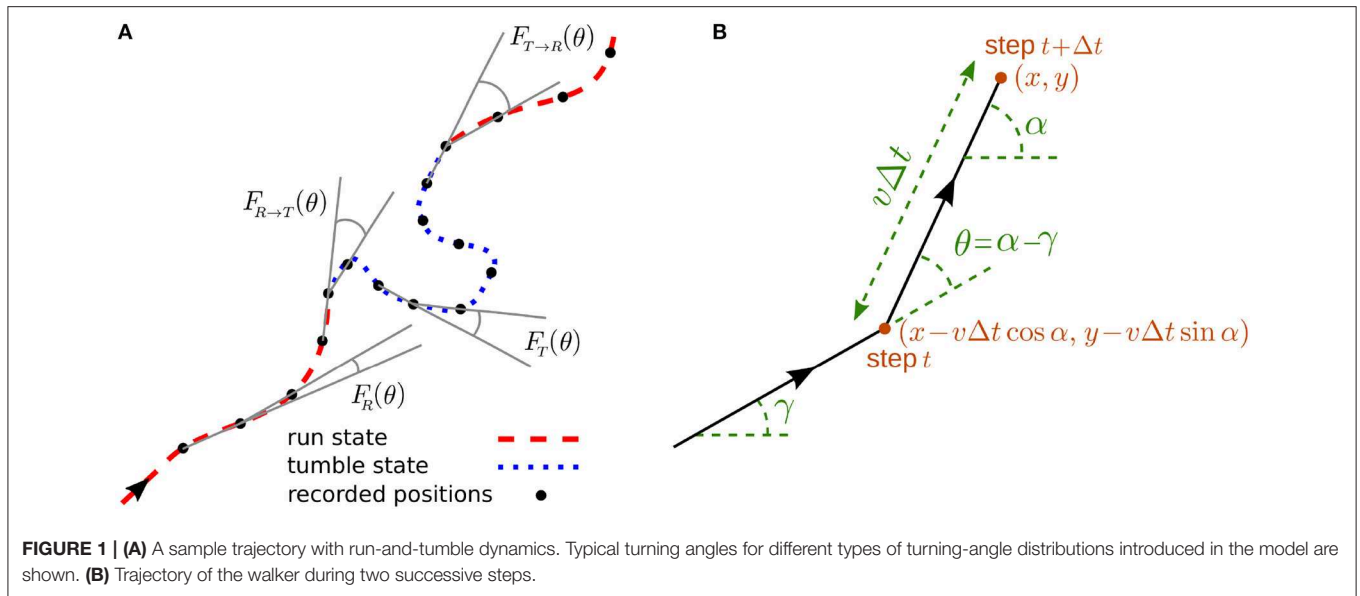 A
F_{T→R}(θ)
F_{R→T}(θ)
F_T(θ)
F_R(θ)
run state
tumble state
recorded positions
B
step t+Δt
(x, y)
α
vΔt
θ=α−γ
(x−vΔt cos α, y−vΔt sin α)
step t
γ
FIGURE 1 | (A) A sample trajectory with run-and-tumble dynamics. Typical turning angles for different types of turning-angle distributions introduced in the model are
shown. (B) Trajectory of the walker during two successive steps.